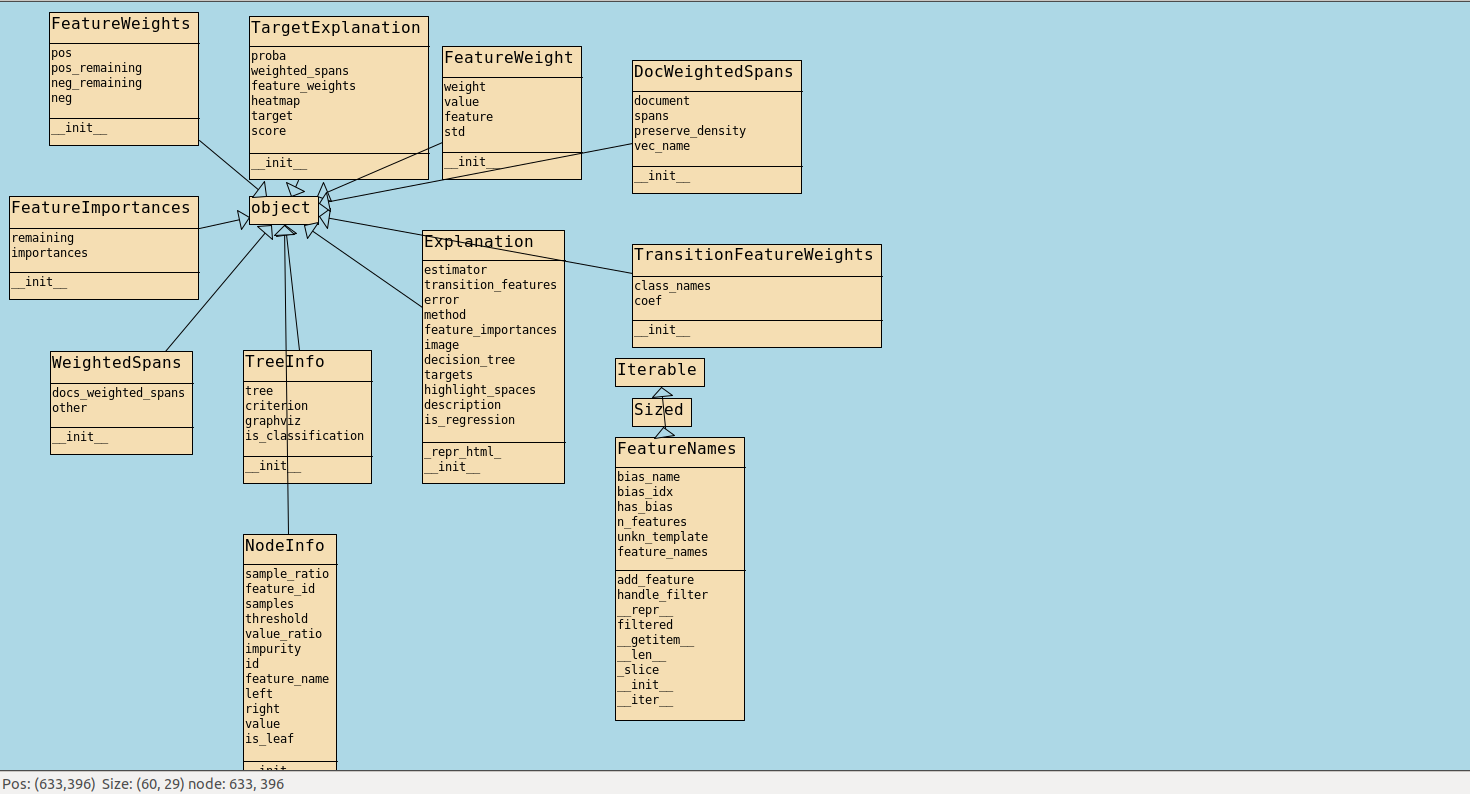 FeatureWeights
pos
pos_remaining
neg_remaining
neg
__init__
TargetExplanation
proba
weighted_spans
feature_weights
heatmap
target
score
__init__
FeatureWeight
weight
value
feature
std
__init__
DocWeightedSpans
document
spans
preserve_density
vec_name
__init__
FeatureImportances
remaining
importances
__init__
object
Explanation
estimator
transition_features
error
method
feature_importances
image
decision_tree
targets
highlight_spaces
description
is_regression
_repr_html_
__init__
TransitionFeatureWeights
class_names
coef
__init__
WeightedSpans
docs_weighted_spans
other
__init__
TreeInfo
tree
criterion
graphviz
is_classification
__init__
Iterable
Sized
FeatureNames
bias_name
bias_idx
has_bias
n_features
unkn_template
feature_names
add_feature
handle_filter
__repr__
filtered
__getitem__
__len__
_slice
__init__
__iter__
NodeInfo
sample_ratio
feature_id
samples
threshold
value_ratio
impurity
id
feature_name
left
right
value
is_leaf
__init__
Pos: (633,396) Size: (60, 29) node: 633, 396